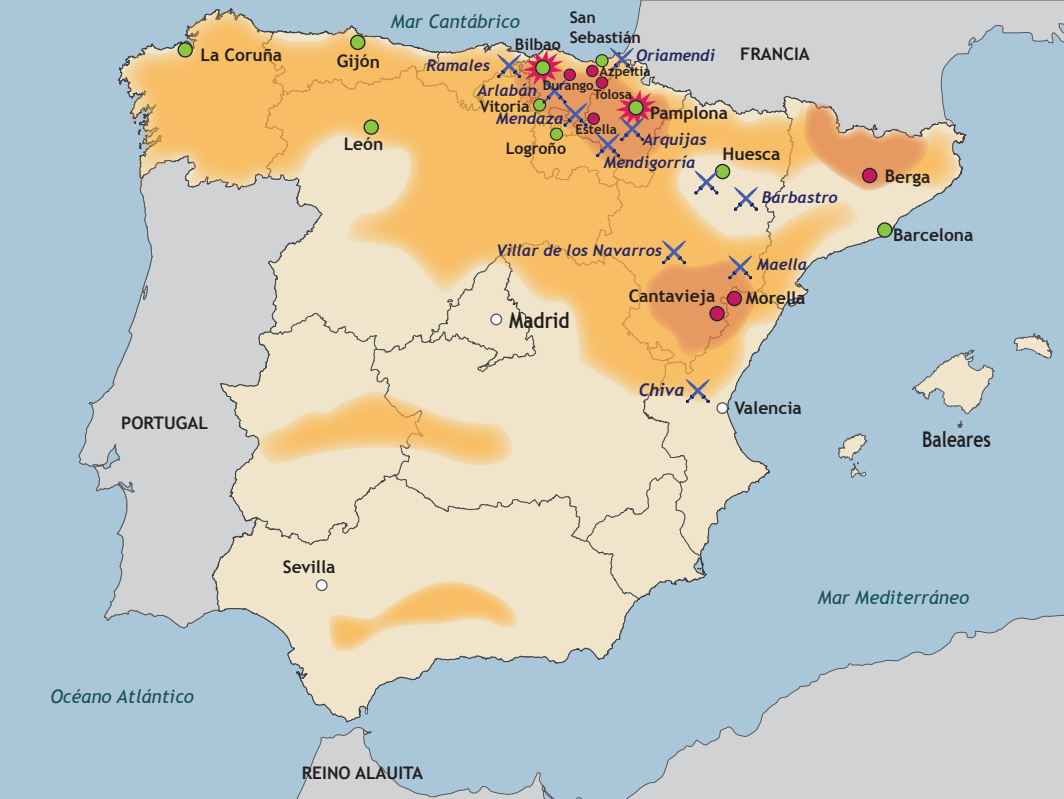 Mar Cantábrico
San
Sebastián
La Coruña
Gijón
Bilbao
Oriamendi
FRANCIA
Ramales
Azpeitia
Durango
Arlabán
Tolosa
Vitoria
Mendaza
Pamplona
Estella
León
Logroño
Arquijas
Mendigorría
Huesca
Berga
Barbastro
Barcelona
Villar de los Navarros
Maella
Cantavieja
Morella
Madrid
Chiva
Valencia
PORTUGAL
Baleares
Sevilla
Mar Mediterráneo
Océano Atlántico
REINO ALAUITA